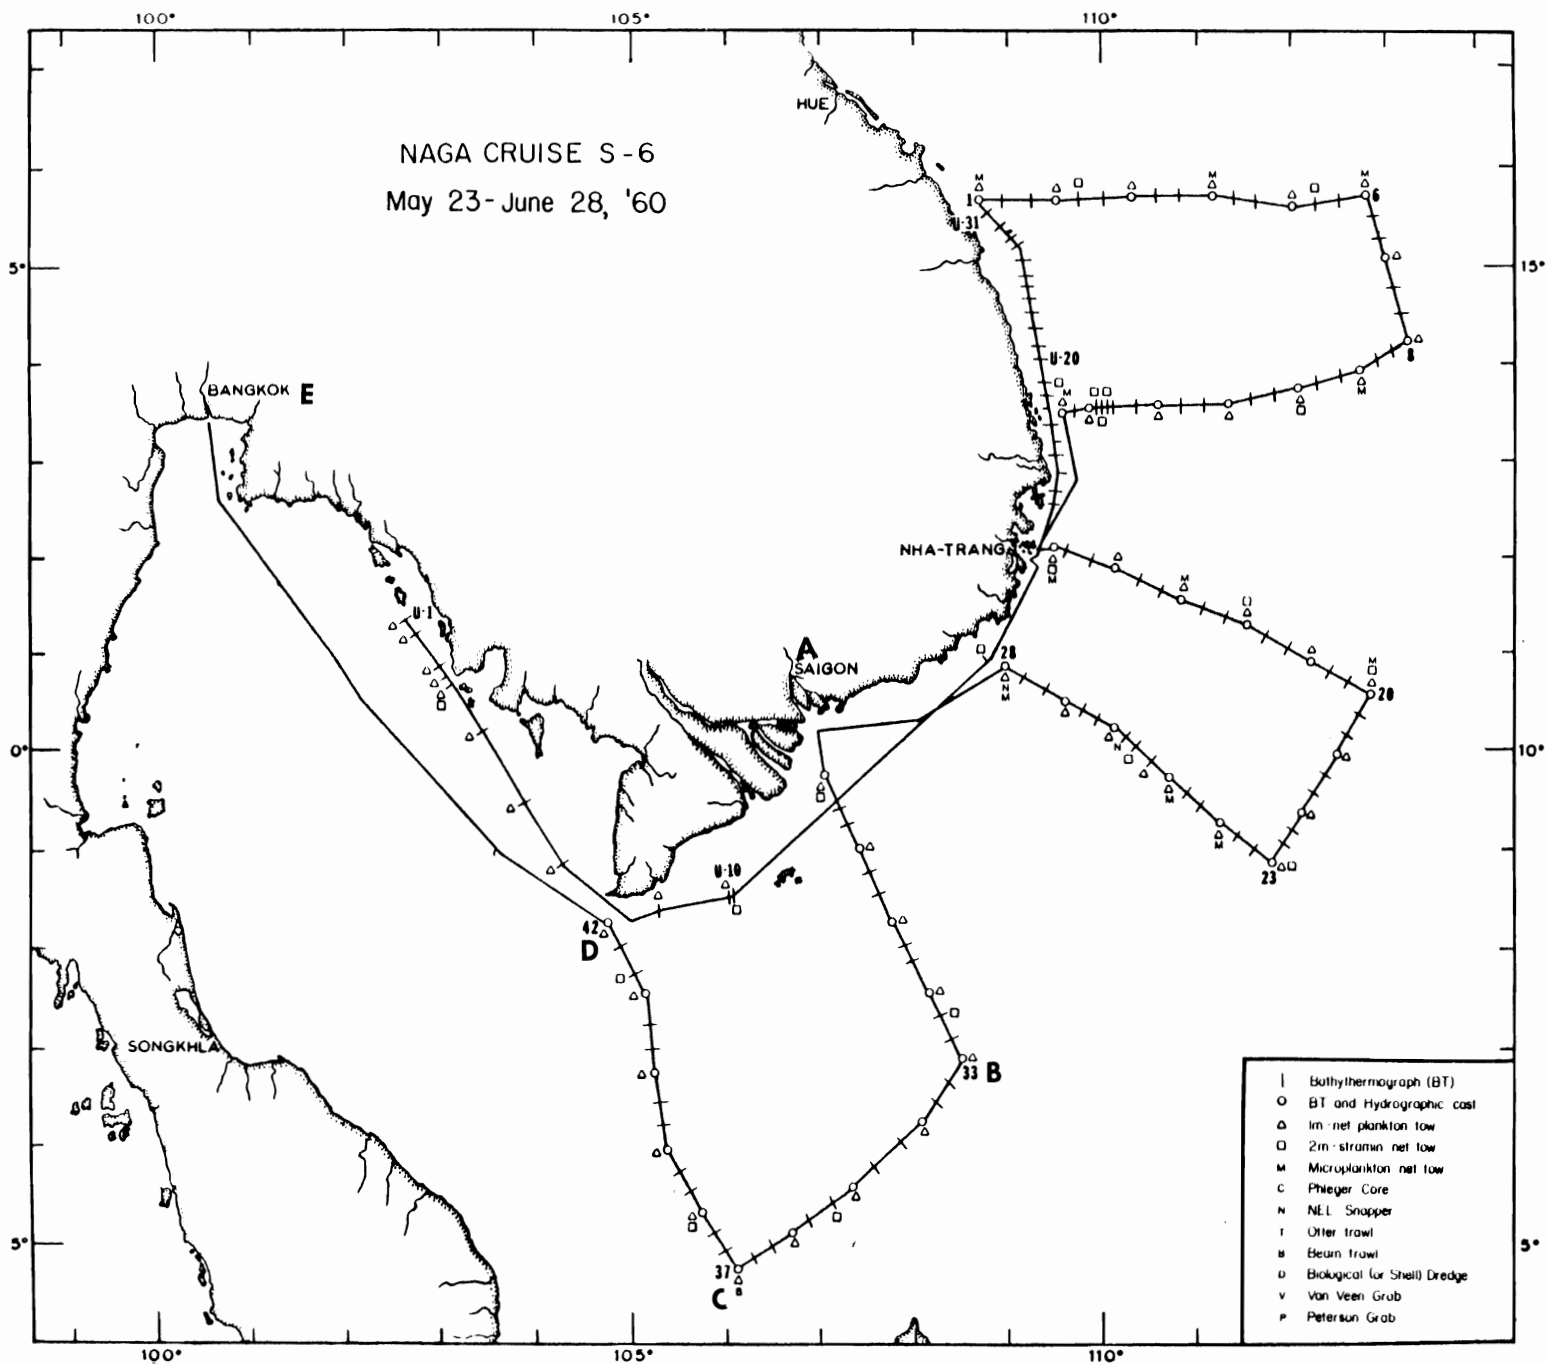 100° 105° 110°
HUE
NAGA CRUISE S-6
May 23-June 28, '60
M M M
1 6
U-31
5° 15°
U-20
8
M M
BANGKOK E
NHA-TRANG
M M
U-1
A
SAIGON
28
M
20
N
M
N
0° 10°
M
M
23
U-10
42
D
SONGKHLA
33 B
5° 5°
37
C
| Bathythermograph (BT)
O BT and Hydrographic cast
△ 1m-net plankton tow
□ 2m-stramin net tow
M Microplankton net tow
C Phleger Core
N NEL Snapper
T Otter trawl
B Beam trawl
D Biological (or Shell) Dredge
V Van Veen Grab
P Peterson Grab
100° 105° 110°